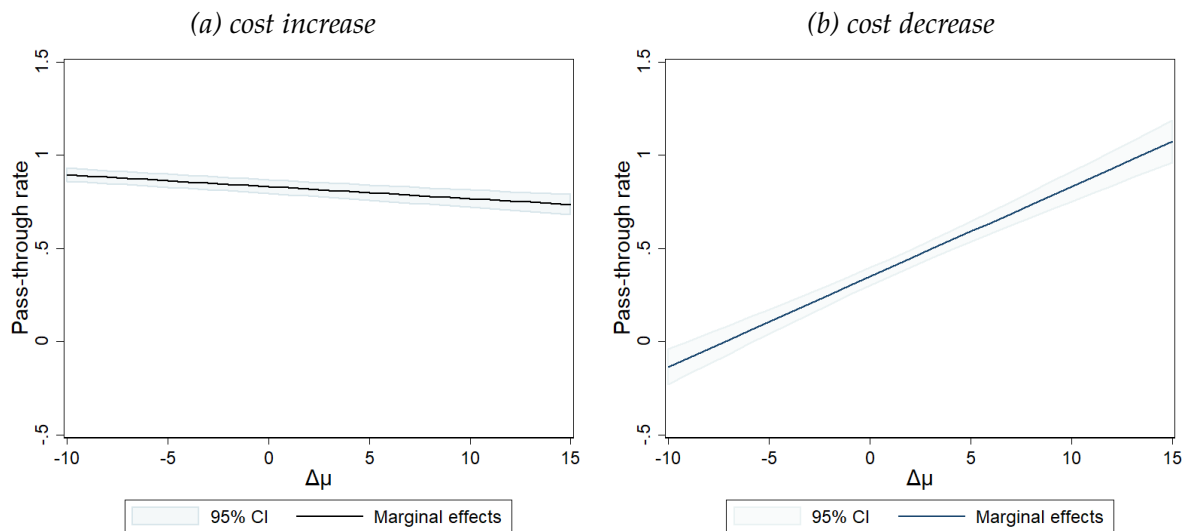 (a) cost increase
1.5
1
.5
0
-.5
Pass-through rate
-10 -5 0 5 10 15
Δμ
95% CI Marginal effects
(b) cost decrease
1.5
1
.5
0
-.5
Pass-through rate
-10 -5 0 5 10 15
Δμ
95% CI Marginal effects